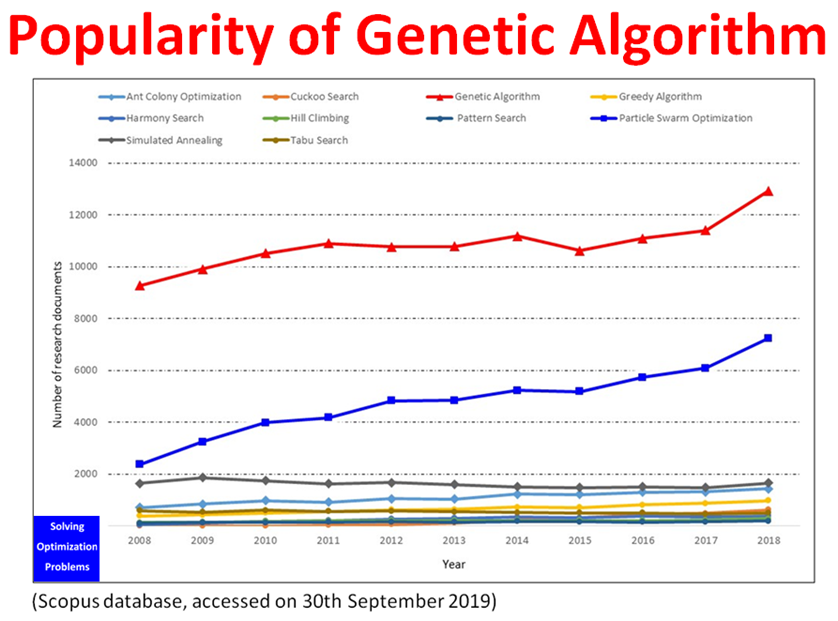 Popularity of Genetic Algorithm
Ant Colony Optimization Cuckoo Search Genetic Algorithm Greedy Algorithm
Harmony Search Hill Climbing Pattern Search Particle Swarm Optimization
Simulated Annealing Tabu Search
14000
12000
10000
8000
6000
4000
2000
Number of research documents
2008 2009 2010 2011 2012 2013 2014 2015 2016 2017 2018
Year
Solving
Optimization
Problems
(Scopus database, accessed on 30th September 2019)